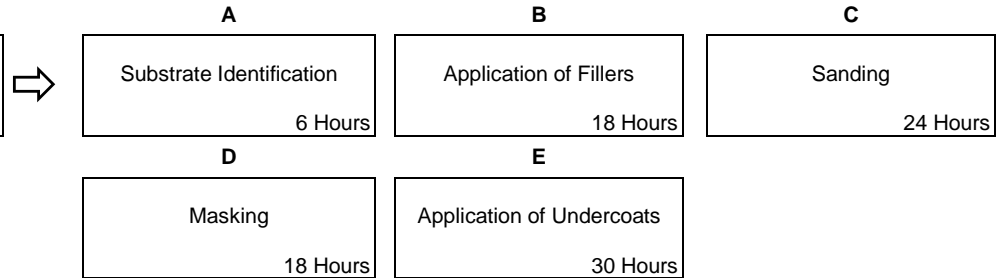 A B C
Substrate Identification Application of Fillers Sanding
6 Hours 18 Hours 24 Hours
D E
Masking Application of Undercoats
18 Hours 30 Hours